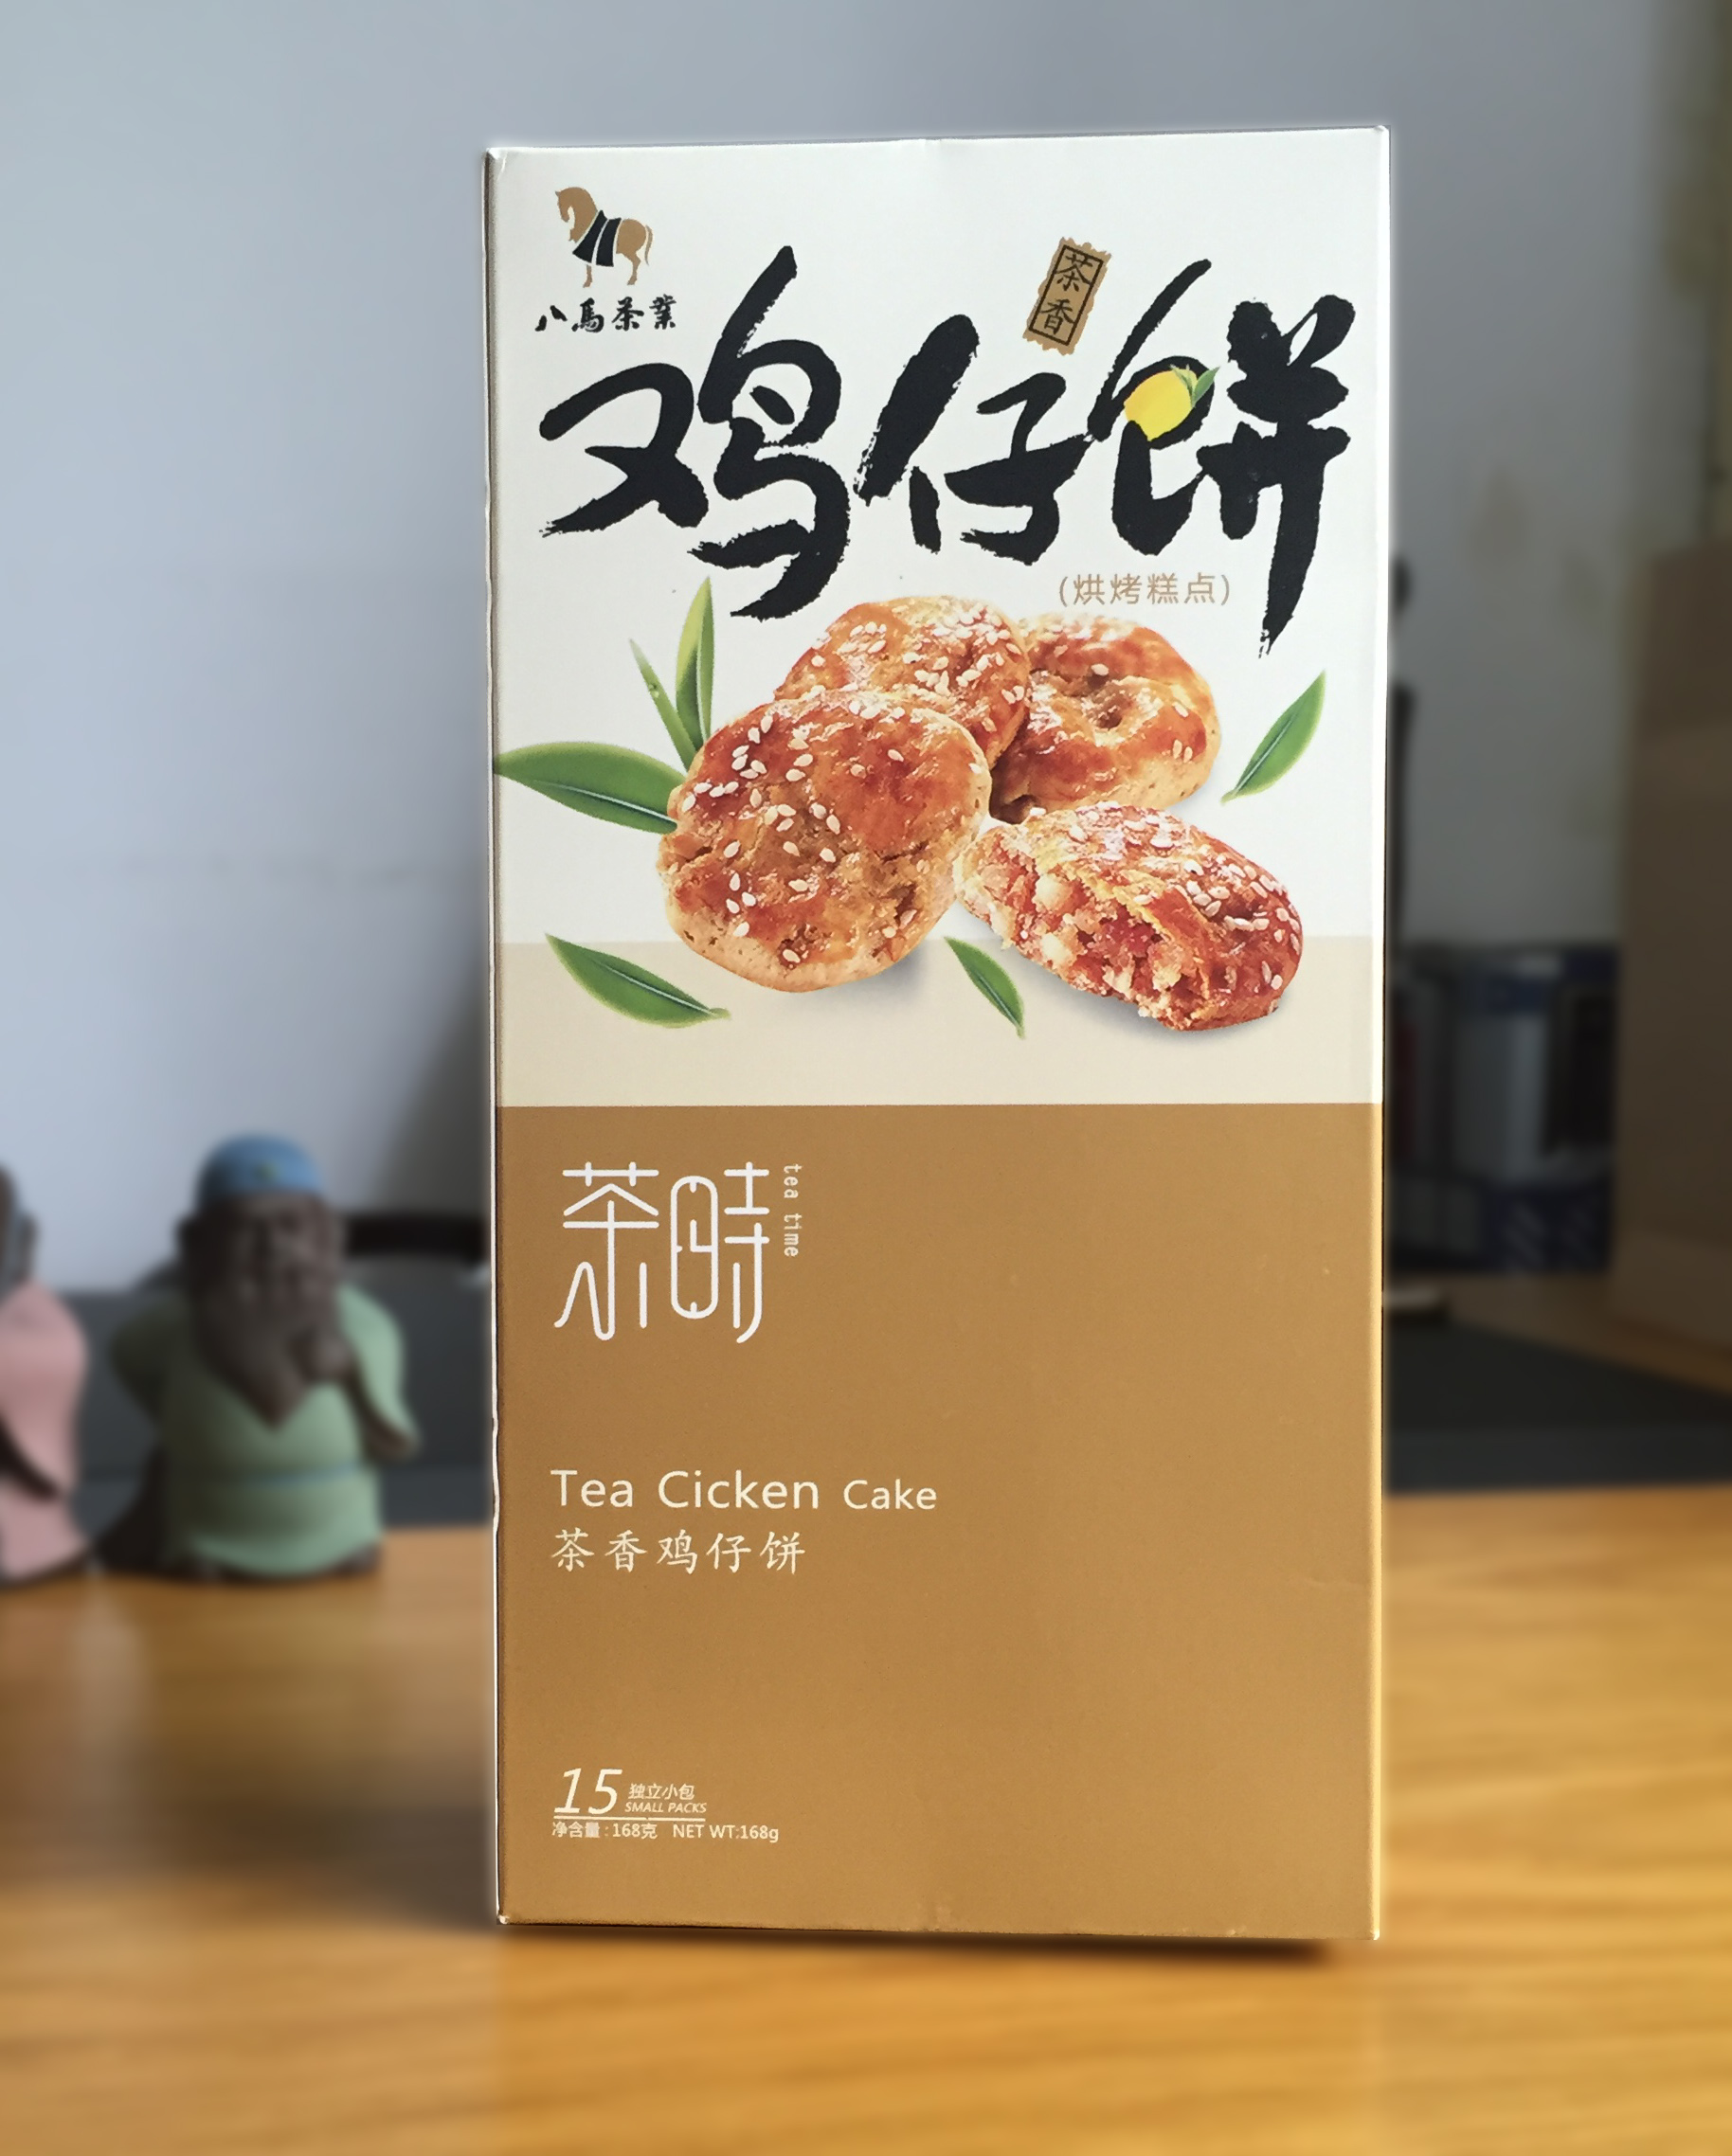 八馬茶業
茶香
鸡仔饼
(烘烤糕点)
茶時
tea time
Tea Cicken Cake
茶香鸡仔饼
15 独立小包
SMALL PACKS
净含量:168克 NET WT:168g